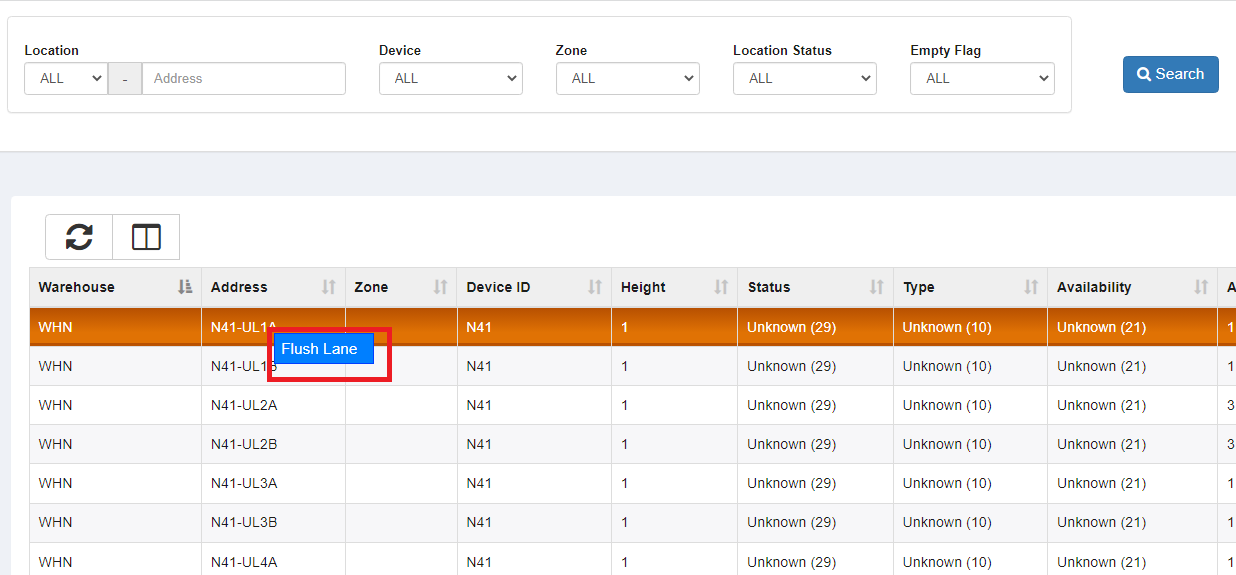 Location Device Zone Location Status Empty Flag
ALL - Address ALL ALL ALL ALL Search
Warehouse Address Zone Device ID Height Status Type Availability A
WHN N41-UL1A N41 1 Unknown (29) Unknown (10) Unknown (21) 1
Flush Lane
WHN N41-UL1B N41 1 Unknown (29) Unknown (10) Unknown (21) 1
WHN N41-UL2A N41 1 Unknown (29) Unknown (10) Unknown (21) 3
WHN N41-UL2B N41 1 Unknown (29) Unknown (10) Unknown (21) 3
WHN N41-UL3A N41 1 Unknown (29) Unknown (10) Unknown (21) 1
WHN N41-UL3B N41 1 Unknown (29) Unknown (10) Unknown (21) 1
WHN N41-UL4A N41 1 Unknown (29) Unknown (10) Unknown (21) 1